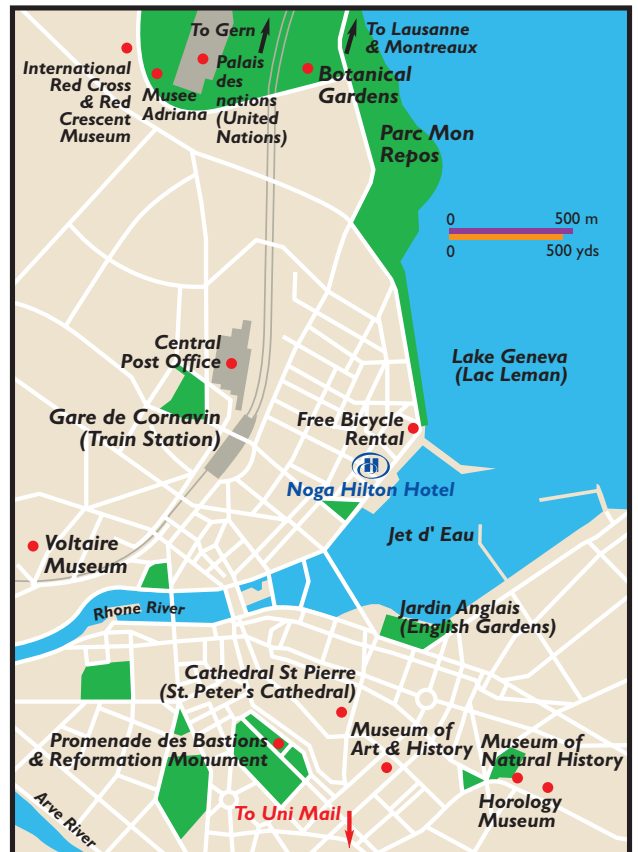 To Gern
To Lausanne
& Montreaux
International
Red Cross
& Red
Crescent
Museum
Musee
Adriana
Palais
des
nations
(United
Nations)
Botanical
Gardens
Parc Mon
Repos
0 500 m
0 500 yds
Central
Post Office
Lake Geneva
(Lac Leman)
Gare de Cornavin
(Train Station)
Free Bicycle
Rental
H
Noga Hilton Hotel
Voltaire
Museum
Jet d' Eau
Rhone River
Jardin Anglais
(English Gardens)
Cathedral St Pierre
(St. Peter's Cathedral)
Promenade des Bastions
& Reformation Monument
Museum of
Art & History
Museum of
Natural History
Horology
Museum
Arve River
To Uni Mail